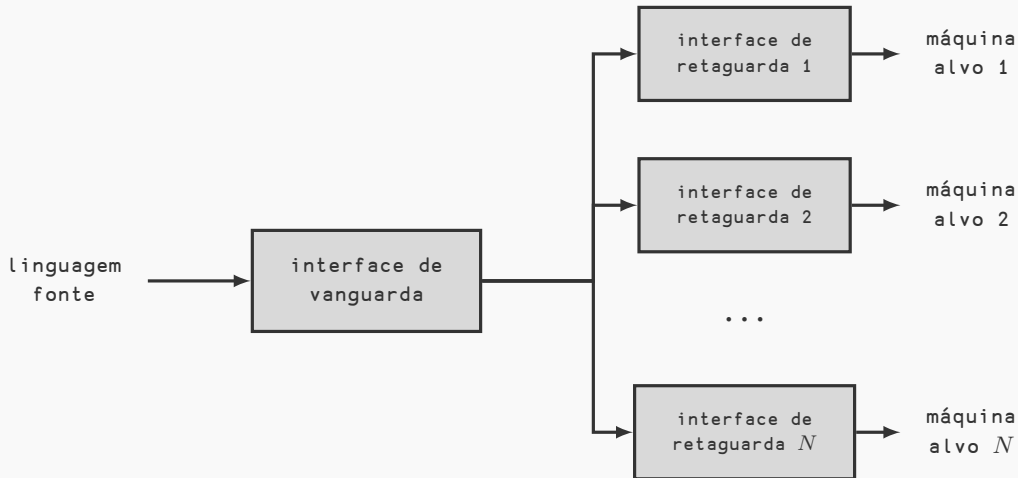 interface de
retaguarda 1
máquina
alvo 1
interface de
retaguarda 2
máquina
alvo 2
linguagem
fonte
interface de
vanguarda
...
interface de
retaguarda N
máquina
alvo N